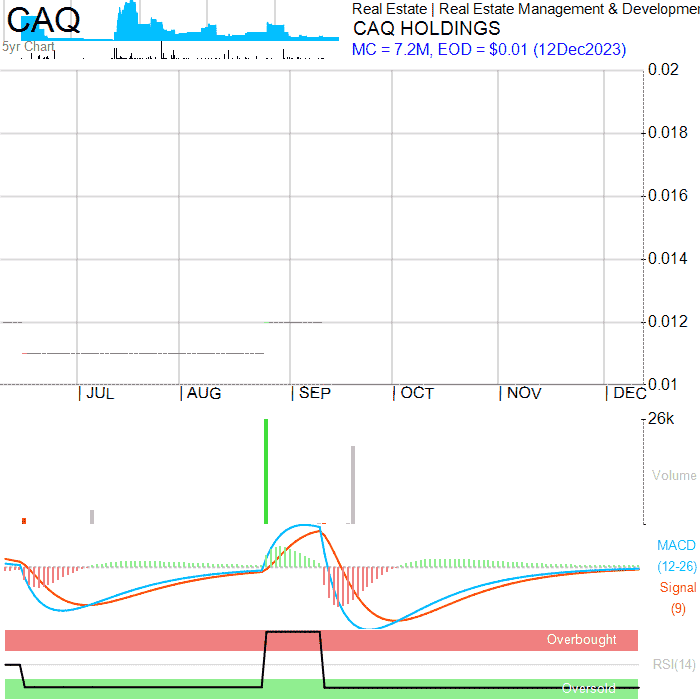 CAQ
Real Estate | Real Estate Management & Developmen
CAQ HOLDINGS
5yr Chart
MC = 7.2M, EOD = $0.01 (12Dec2023)
0.02
0.018
0.016
0.014
0.012
0.01
| JUL | AUG | SEP | OCT | NOV | DEC
26k
Volume
MACD
(12-26)
Signal
(9)
Overbought
RSI(14)
Oversold